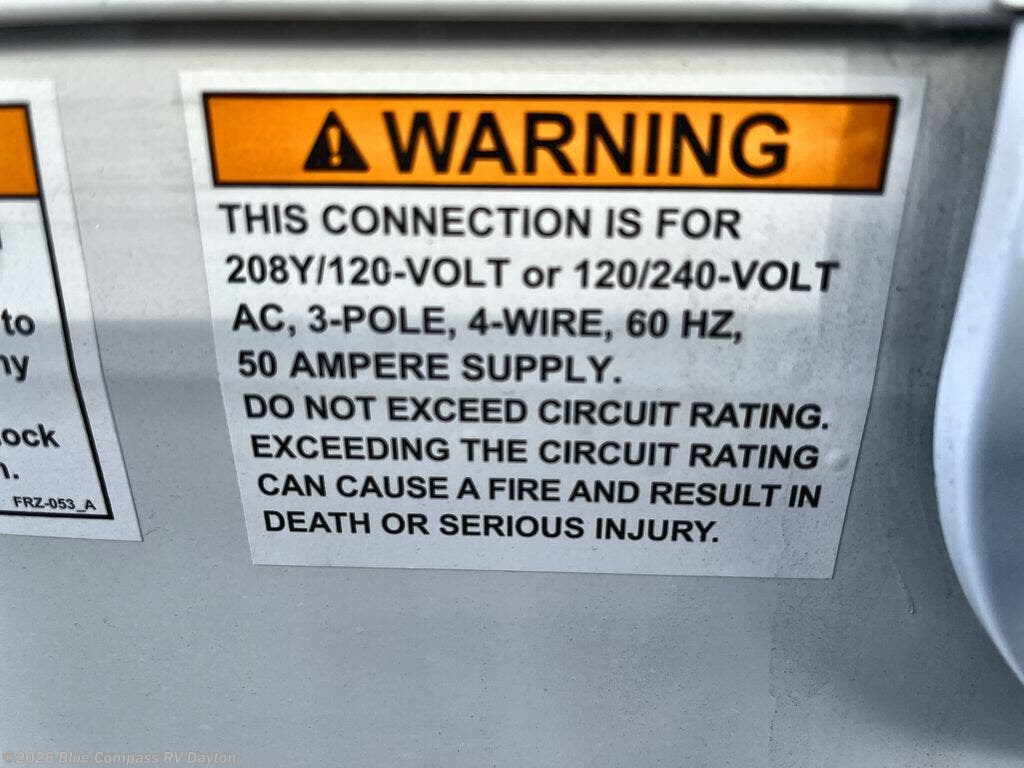 WARNING
THIS CONNECTION IS FOR
208Y/120-VOLT or 120/240-VOLT
AC, 3-POLE, 4-WIRE, 60 HZ,
50 AMPERE SUPPLY.
DO NOT EXCEED CIRCUIT RATING.
EXCEEDING THE CIRCUIT RATING
CAN CAUSE A FIRE AND RESULT IN
DEATH OR SERIOUS INJURY.
to
FRZ-053_A
©2026 Blue Compass RV Dayton